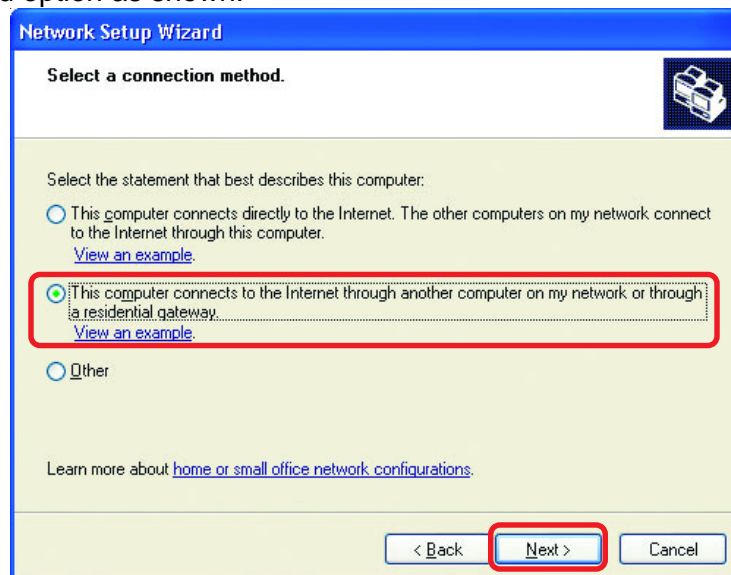 option as shown.
Network Setup Wizard
Select a connection method.
Select the statement that best describes this computer:
This computer connects directly to the Internet. The other computers on my network connect
to the Internet through this computer.
View an example.
This computer connects to the Internet through another computer on my network or through
a residential gateway.
View an example.
Other
Learn more about home or small office network configurations.
< Back
Next >
Cancel